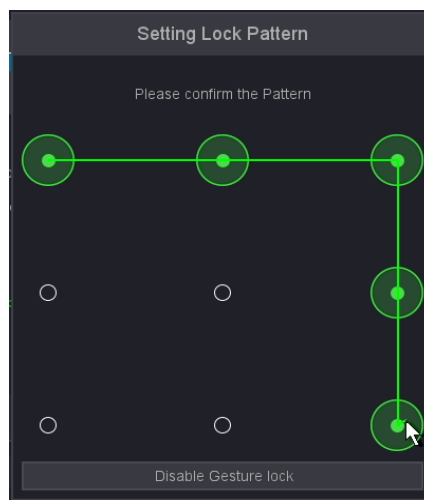 Setting Lock Pattern
Please confirm the Pattern
Disable Gesture lock